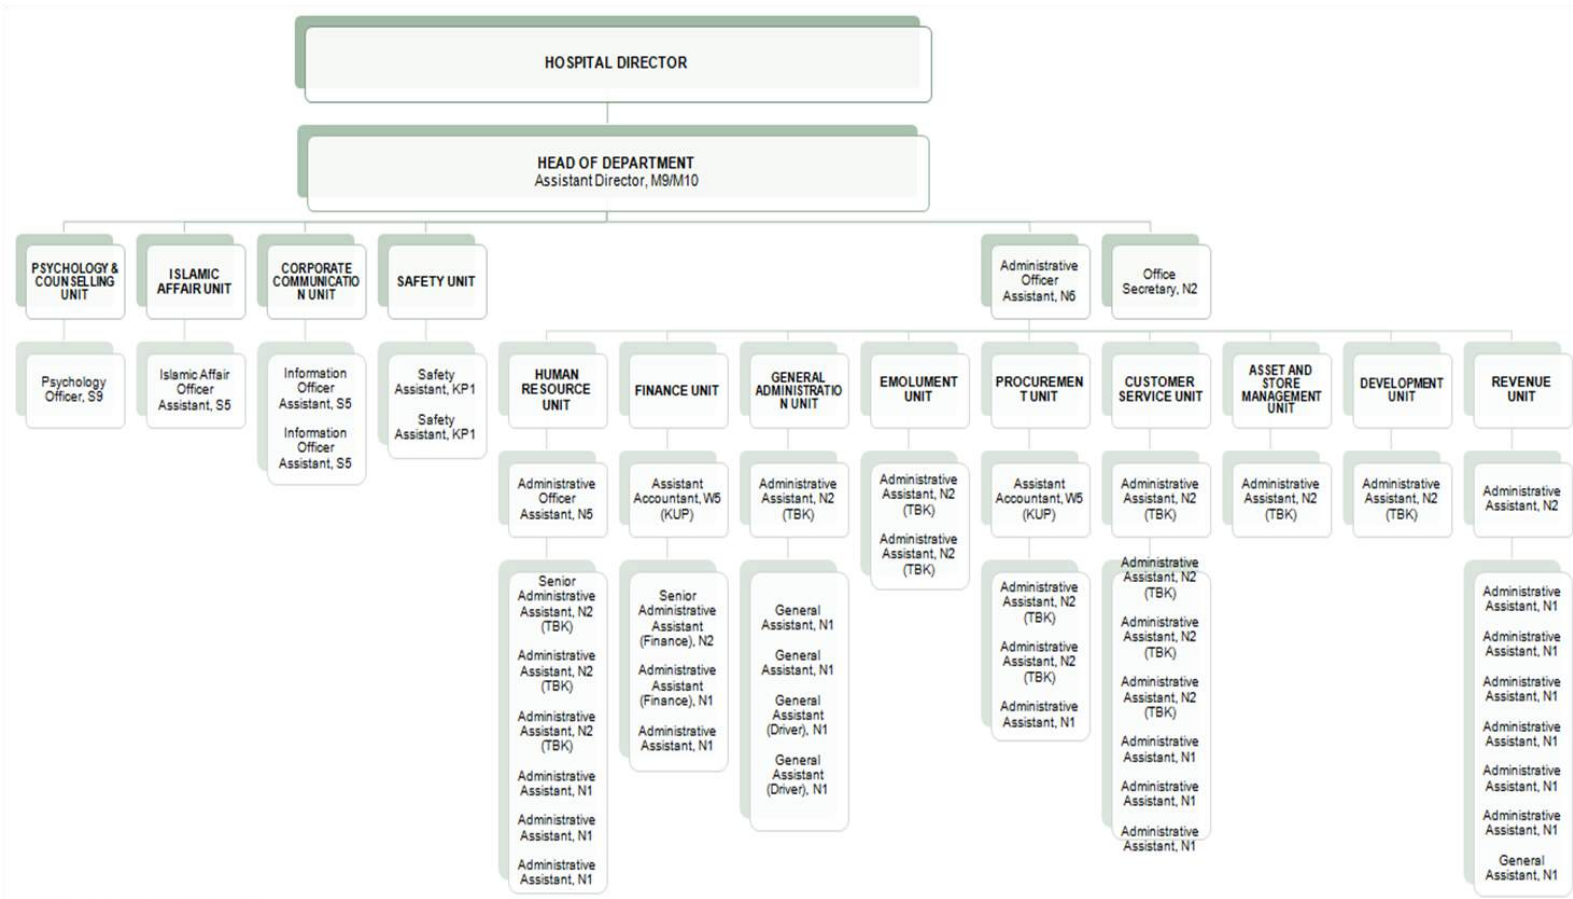 HOSPITAL DIRECTOR
HEAD OF DEPARTMENT
Assistant Director, M9/M10
PSYCHOLOGY &
COUNSELLING
UNIT
ISLAMIC
AFFAIR UNIT
CORPORATE
COMMUNICATIO
N UNIT
SAFETY UNIT
Administrative
Officer
Assistant, N6
Office
Secretary, N2
Psychology
Officer, S9
Islamic Affair
Officer
Assistant, S5
Information
Officer
Assistant, S5
Information
Officer
Assistant, S5
Safety
Assistant, KP1
Safety
Assistant, KP1
HUMAN
RESOURCE
UNIT
FINANCE UNIT
GENERAL
ADMINISTRATIO
N UNIT
EMOLUMENT
UNIT
PROCUREMEN
T UNIT
CUSTOMER
SERVICE UNIT
ASSET AND
STORE
MANAGEMENT
UNIT
DEVELOPMENT
UNIT
REVENUE
UNIT
Administrative
Officer
Assistant, N5
Assistant
Accountant, W5
(KUP)
Administrative
Assistant, N2
(TBK)
Administrative
Assistant, N2
(TBK)
Administrative
Assistant, N2
(TBK)
Assistant
Accountant, W5
(KUP)
Administrative
Assistant, N2
(TBK)
Administrative
Assistant, N2
(TBK)
Administrative
Assistant, N2
(TBK)
Administrative
Assistant, N2
Senior
Administrative
Assistant, N2
(TBK)
Administrative
Assistant, N2
(TBK)
Administrative
Assistant, N2
(TBK)
Administrative
Assistant, N1
Administrative
Assistant, N1
Administrative
Assistant, N1
Senior
Administrative
Assistant
(Finance), N2
Administrative
Assistant
(Finance), N1
Administrative
Assistant, N1
General
Assistant, N1
General
Assistant, N1
General
Assistant
(Driver), N1
General
Assistant
(Driver), N1
Administrative
Assistant, N2
(TBK)
Administrative
Assistant, N2
(TBK)
Administrative
Assistant, N1
Administrative
Assistant, N2
(TBK)
Administrative
Assistant, N2
(TBK)
Administrative
Assistant, N2
(TBK)
Administrative
Assistant, N1
Administrative
Assistant, N1
Administrative
Assistant, N1
Administrative
Assistant, N1
Administrative
Assistant, N1
Administrative
Assistant, N1
Administrative
Assistant, N1
Administrative
Assistant, N1
Administrative
Assistant, N1
General
Assistant, N1